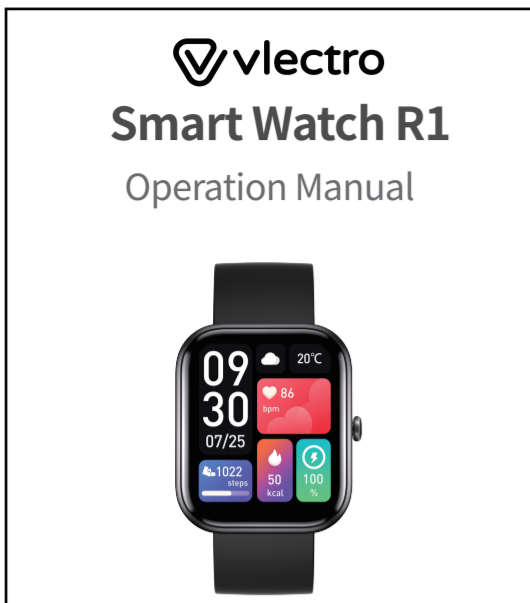 vlectro
Smart Watch R1
Operation Manual
09
30
07/25
20°C
86
bpm
1022
steps
50
kcal
100
%